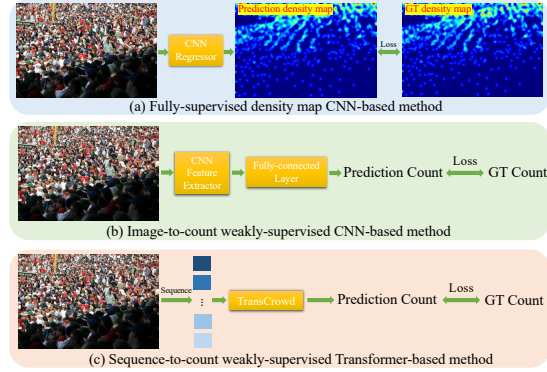 Prediction density map
GT density map
CNN
Regressor
Loss
(a) Fully-supervised density map CNN-based method
CNN
Feature
Extractor
Fully-connected
Layer
Prediction Count
Loss
GT Count
(b) Image-to-count weakly-supervised CNN-based method
Sequence
...
TransCrowd
Prediction Count
Loss
GT Count
(c) Sequence-to-count weakly-supervised Transformer-based method